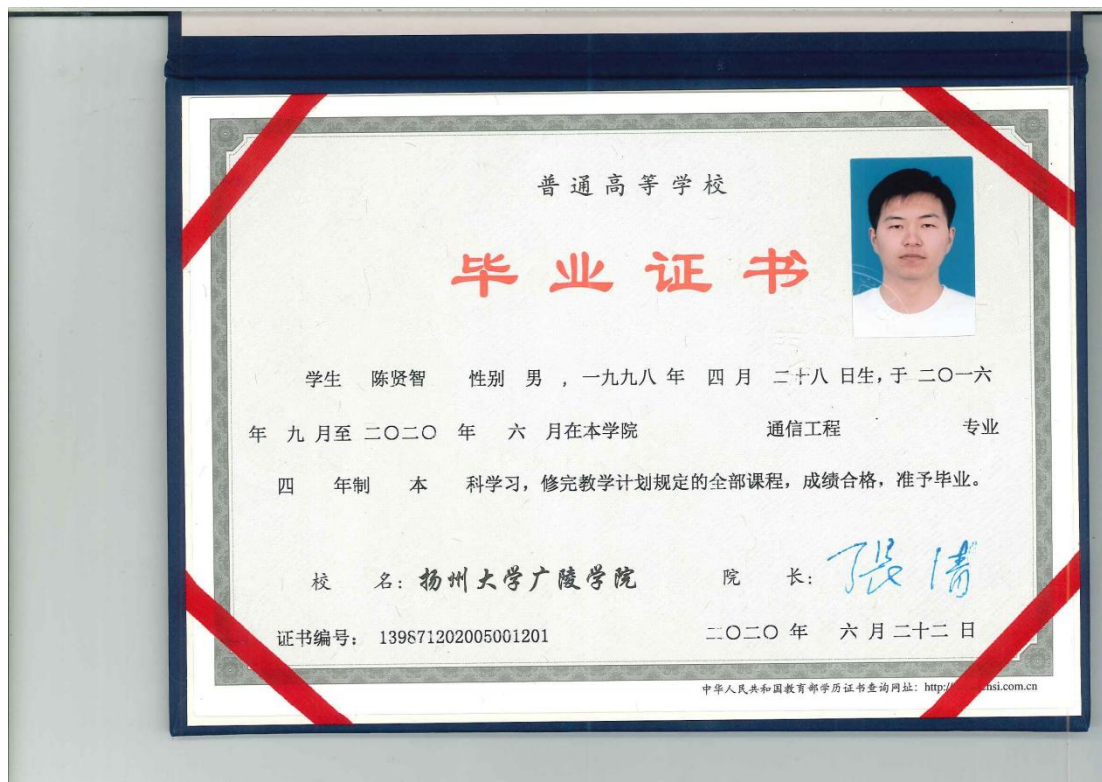 普通高等学校
毕业证书
学生 陈贤智 性别 男 ，一九九八 年 四 月 二十八 日生，于 二〇一六
年 九 月至 二〇二〇 年 六 月在本学院 通信工程 专业
四 年制 本 科学习，修完教学计划规定的全部课程，成绩合格，准予毕业。
校 名：扬州大学广陵学院 院 长：张清
证书编号： 139871202005001201 二〇二〇 年 六 月 二十二 日
中华人民共和国教育部学历证书查询网址：http:/ hsi.com.cn